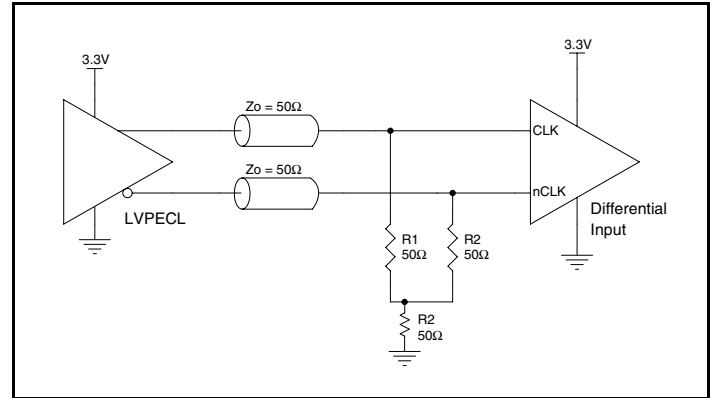 3.3V
3.3V
Zo = 50Ω
CLK
Zo = 50Ω
nCLK
LVPECL
Differential
Input
R1
50Ω
R2
50Ω
R2
50Ω